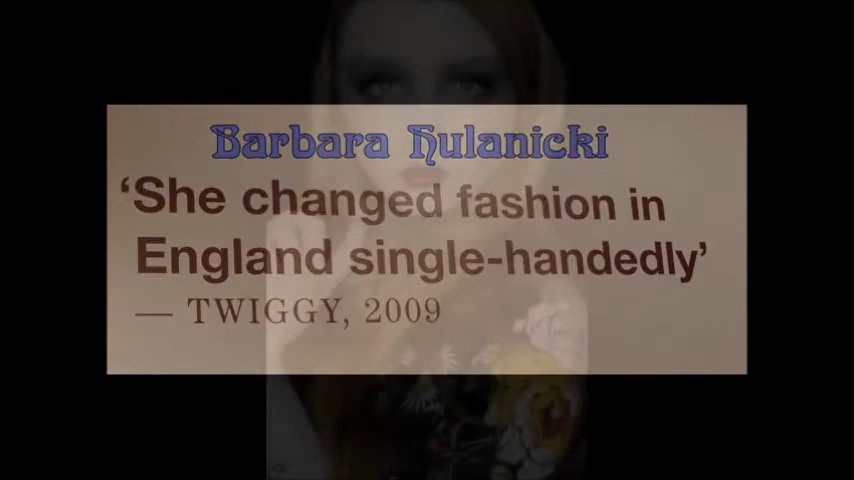 Barbara Hulanicki
‘She changed fashion in
England single-handedly’
— TWIGGY, 2009